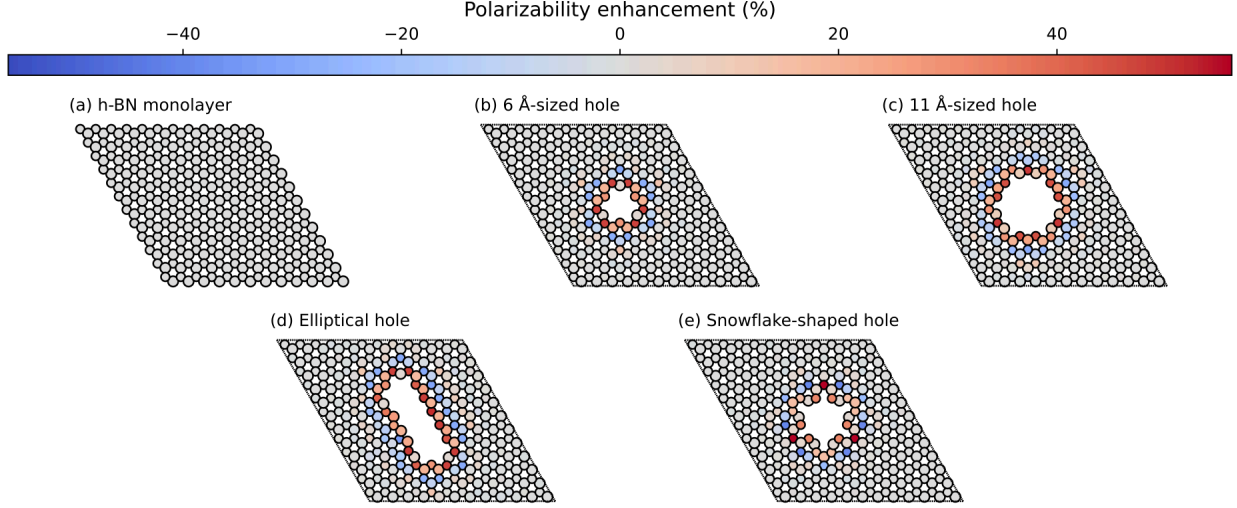 Polarizability enhancement (%)
−40 −20 0 20 40
(a) h-BN monolayer
(b) 6 Å-sized hole
(c) 11 Å-sized hole
(d) Elliptical hole
(e) Snowflake-shaped hole